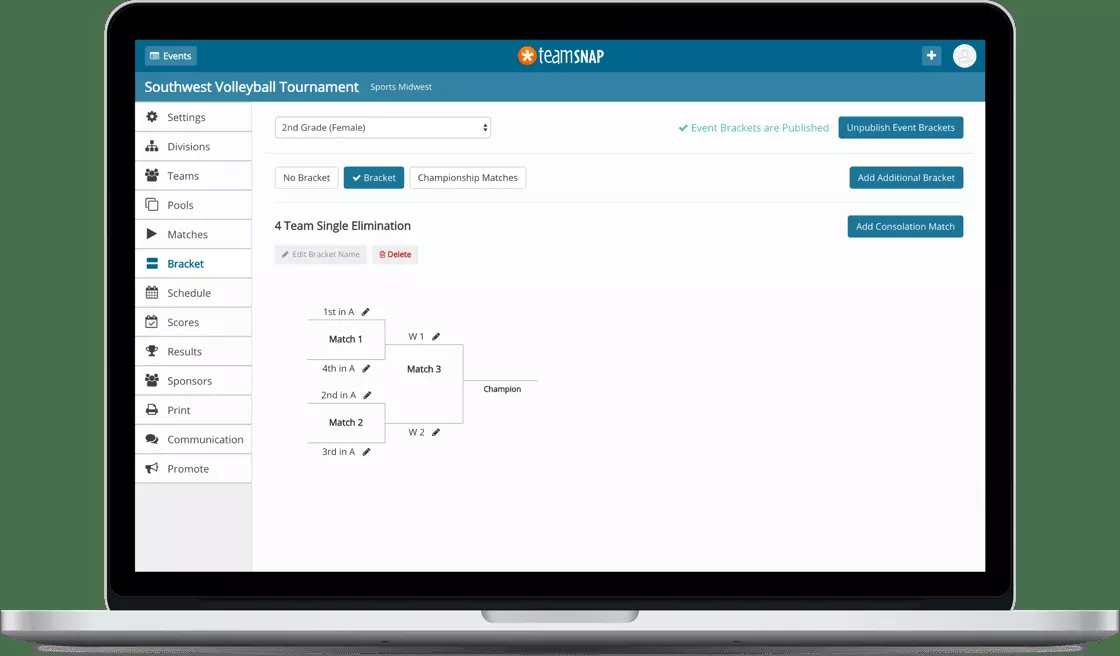 Events
teamSNAP
Southwest Volleyball Tournament Sports Midwest
Settings
Divisions
Teams
Pools
Matches
Bracket
Schedule
Scores
Results
Sponsors
Print
Communication
Promote
2nd Grade (Female)
Event Brackets are Published
Unpublish Event Brackets
No Bracket
Bracket
Championship Matches
Add Additional Bracket
4 Team Single Elimination
Add Consolation Match
Edit Bracket Name
Delete
1st in A
Match 1
4th in A
2nd in A
Match 2
3rd in A
W 1
Match 3
W 2
Champion